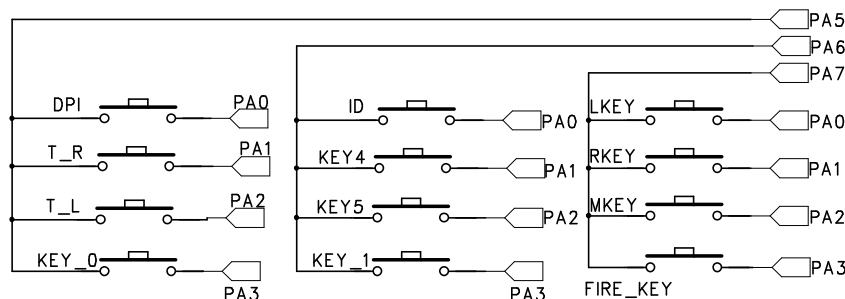 PA5
PA6
PA7
DPI PA0 ID PA0 LKEY PA0
T_R PA1 KEY4 PA1 RKEY PA1
T_L PA2 KEY5 PA2 MKEY PA2
KEY_0 PA3 KEY_1 PA3 FIRE_KEY PA3